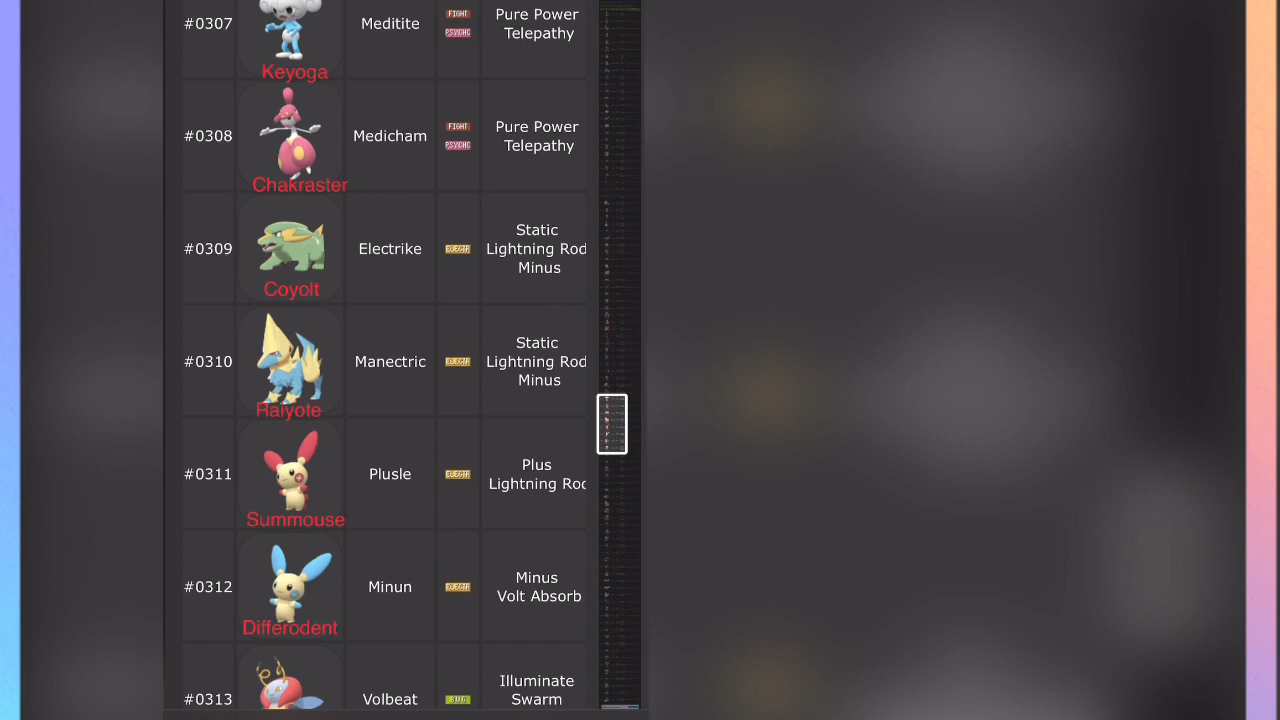 0307
Meditite
FIGHT
PSYCHC
Pure Power
Telepathy
Keyoga
0308
Medicham
FIGHT
PSYCHC
Pure Power
Telepathy
Chakraster
0309
Electrike
ELECTR
Static
Lightning Rod
Minus
Coyolt
#0310
Manectric
ELECTR
Static
Lightning Rod
Minus
Raiyote
#0311
Plusle
ELECTR
Plus
Lightning Rod
Summouse
0312
Minun
ELECTR
Minus
Volt Absorb
Differodent
0313
Volbeat
BUG
Illuminate
Swarm